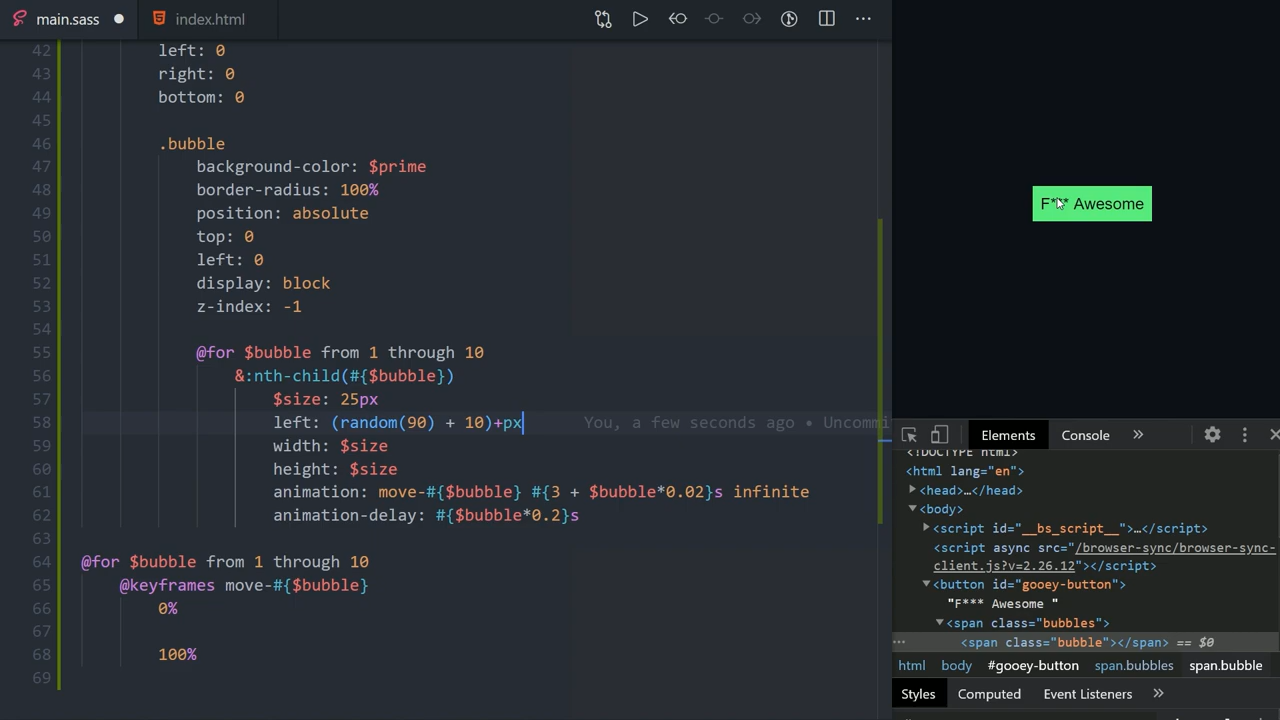 main.sass
index.html
42 left: 0
43 right: 0
44 bottom: 0
45
46 .bubble
47 background-color: $prime
48 border-radius: 100%
49 position: absolute
50 top: 0
51 left: 0
52 display: block
53 z-index: -1
54
55 @for $bubble from 1 through 10
56 &:nth-child(#{$bubble})
57 $size: 25px
58 left: (random(90) + 10)+px You, a few seconds ago • Uncommi
59 width: $size
60 height: $size
61 animation: move-#{$bubble} #{3 + $bubble*0.02}s infinite
62 animation-delay: #{$bubble*0.2}s
63
64 @for $bubble from 1 through 10
65 @keyframes move-#{$bubble}
66 0%
67
68 100%
69
F*** Awesome
Elements Console
<!DOCTYPE html>
<html lang="en">
<head>…</head>
<body>
<script id="__bs_script__">…</script>
<script async src="/browser-sync/browser-sync-
client.js?v=2.26.12"></script>
<button id="gooey-button">
"F*** Awesome "
<span class="bubbles">
<span class="bubble"></span> == $0
html body #gooey-button span.bubbles span.bubble
Styles Computed Event Listeners